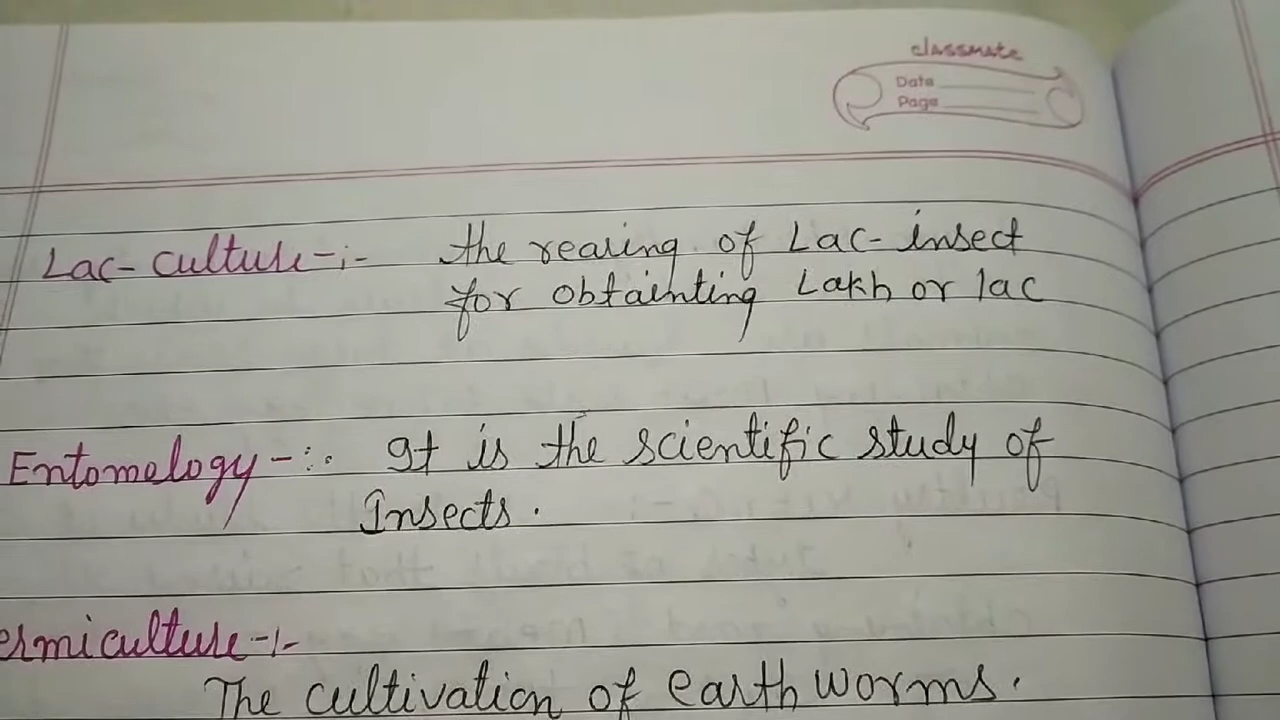 classmate
Date
Page
Lac-culture-:- the rearing of Lac-insect
for obtainting Lakh or lac
Entomology-:. It is the scientific study of
Insects.
ermiculture-:-
The cultivation of earthworms.